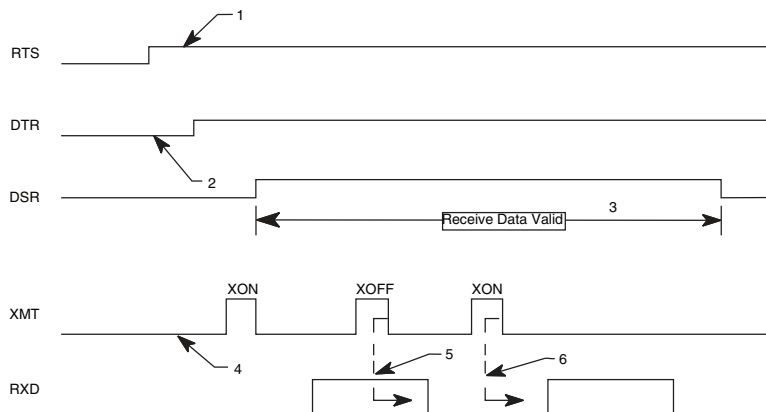 1
RTS
DTR
2
DSR
3
Receive Data Valid
XON XOFF XON
XMT
4
5
6
RXD